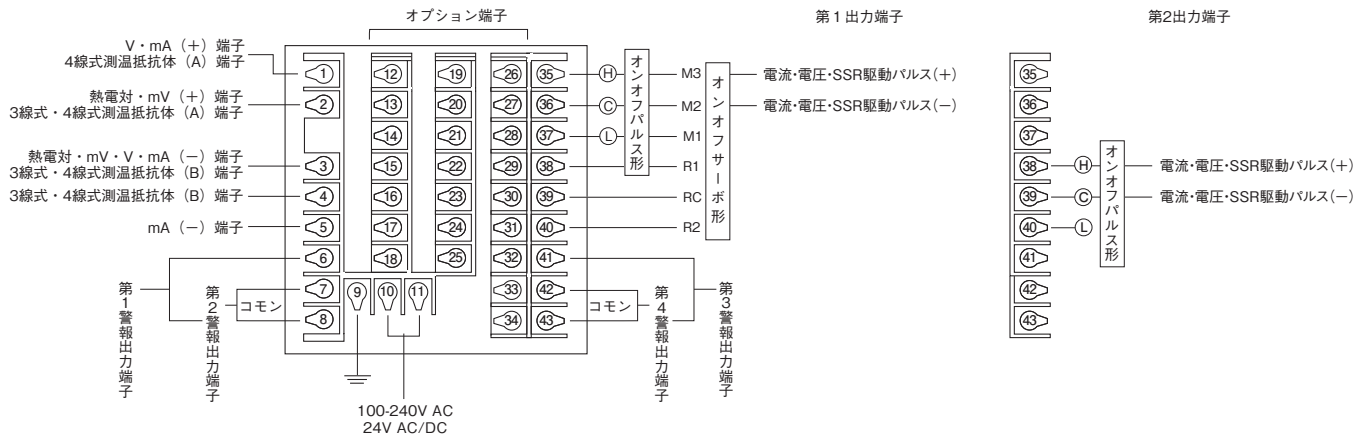 オプション端子
第1出力端子
第2出力端子
V・mA（＋）端子
4線式測温抵抗体（A）端子
熱電対・mV（＋）端子
3線式・4線式測温抵抗体（A）端子
熱電対・mV・V・mA（－）端子
3線式・4線式測温抵抗体（B）端子
3線式・4線式測温抵抗体（B）端子
mA（－）端子
第1警報出力端子
第2警報出力端子
コモン
1
2
3
4
5
6
7
8
9
10
11
12
13
14
15
16
17
18
19
20
21
22
23
24
25
26
27
28
29
30
31
32
33
34
35
36
37
38
39
40
41
42
43
100-240V AC
24V AC/DC
H
C
L
オンオフパルス形
M3
M2
M1
R1
RC
R2
オンオフサーボ形
電流・電圧・SSR駆動パルス(＋)
電流・電圧・SSR駆動パルス(－)
コモン
第4警報出力端子
第3警報出力端子
35
36
37
38
39
40
41
42
43
H
C
L
オンオフパルス形
電流・電圧・SSR駆動パルス(＋)
電流・電圧・SSR駆動パルス(－)